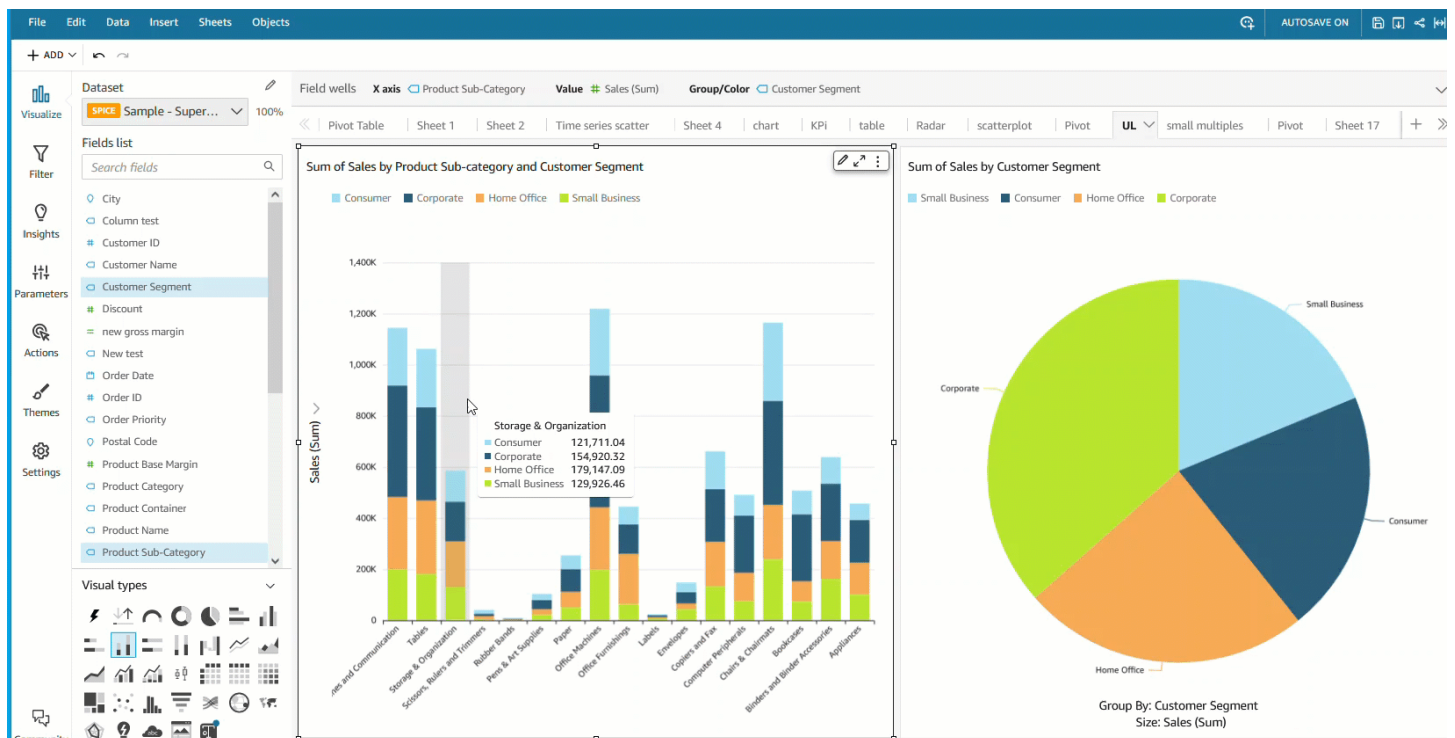 File Edit Data Insert Sheets Objects AUTOSAVE ON
+ ADD
Visualize
Filter
Insights
Parameters
Actions
Themes
Settings
Dataset
SPICE Sample - Super... 100%
Fields list
Search fields
City
Column test
# Customer ID
Customer Name
Customer Segment
# Discount
= new gross margin
New test
Order Date
# Order ID
Order Priority
Postal Code
# Product Base Margin
Product Category
Product Container
Product Name
Product Sub-Category
Visual types
Field wells X axis Product Sub-Category Value # Sales (Sum) Group/Color Customer Segment
Pivot Table Sheet 1 Sheet 2 Time series scatter Sheet 4 chart KPi table Radar scatterplot Pivot UL small multiples Pivot Sheet 17 +
Sum of Sales by Product Sub-category and Customer Segment
Consumer Corporate Home Office Small Business
1,400K
1,200K
1,000K
800K
600K
400K
200K
0
Sales (Sum)
Storage & Organization
Consumer 121,711.04
Corporate 154,920.32
Home Office 179,147.09
Small Business 129,926.46
nes and Communication
Tables
Storage & Organization
Scissors, Rulers and Trimmers
Rubber Bands
Pens & Art Supplies
Paper
Office Machines
Office Furnishings
Labels
Envelopes
Copiers and Fax
Computer Peripherals
Chairs & Chairmats
Bookcases
Binders and Binder Accessories
Appliances
Sum of Sales by Customer Segment
Small Business Consumer Home Office Corporate
Small Business
Corporate
Consumer
Home Office
Group By: Customer Segment
Size: Sales (Sum)